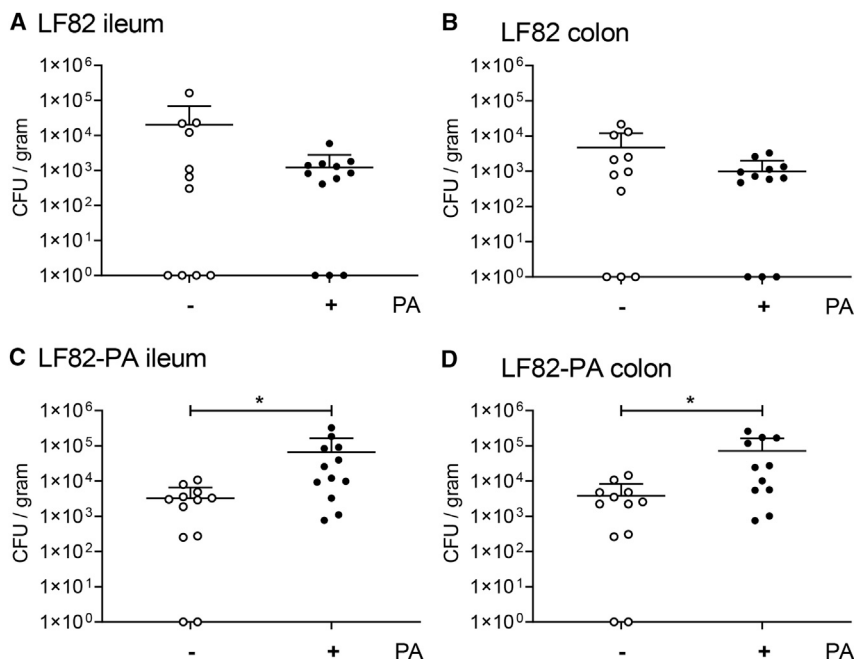 A LF82 ileum
CFU / gram
1×10⁶
1×10⁵
1×10⁴
1×10³
1×10²
1×10¹
1×10⁰
- + PA
B LF82 colon
CFU / gram
1×10⁶
1×10⁵
1×10⁴
1×10³
1×10²
1×10¹
1×10⁰
- + PA
C LF82-PA ileum
*
CFU / gram
1×10⁶
1×10⁵
1×10⁴
1×10³
1×10²
1×10¹
1×10⁰
- + PA
D LF82-PA colon
*
CFU / gram
1×10⁶
1×10⁵
1×10⁴
1×10³
1×10²
1×10¹
1×10⁰
- + PA